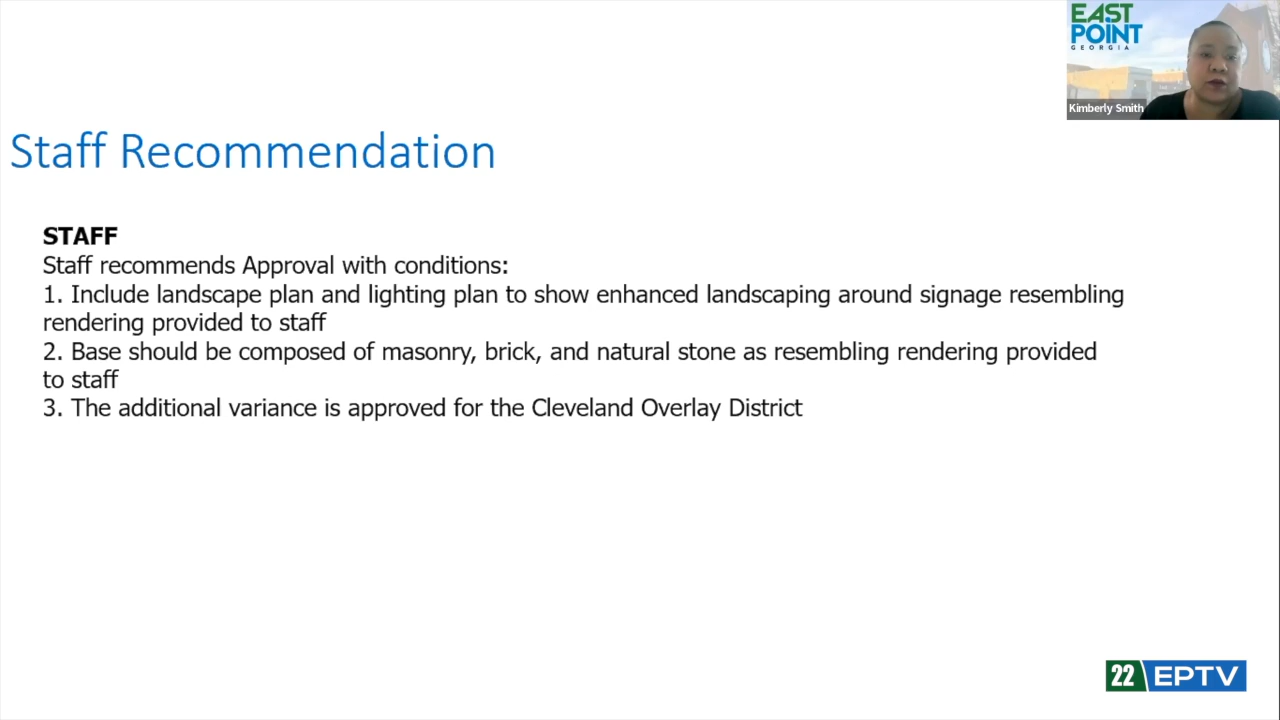 EAST
POINT
GEORGIA
Kimberly Smith
Staff Recommendation
STAFF
Staff recommends Approval with conditions:
1. Include landscape plan and lighting plan to show enhanced landscaping around signage resembling
rendering provided to staff
2. Base should be composed of masonry, brick, and natural stone as resembling rendering provided
to staff
3. The additional variance is approved for the Cleveland Overlay District
22 EPTV